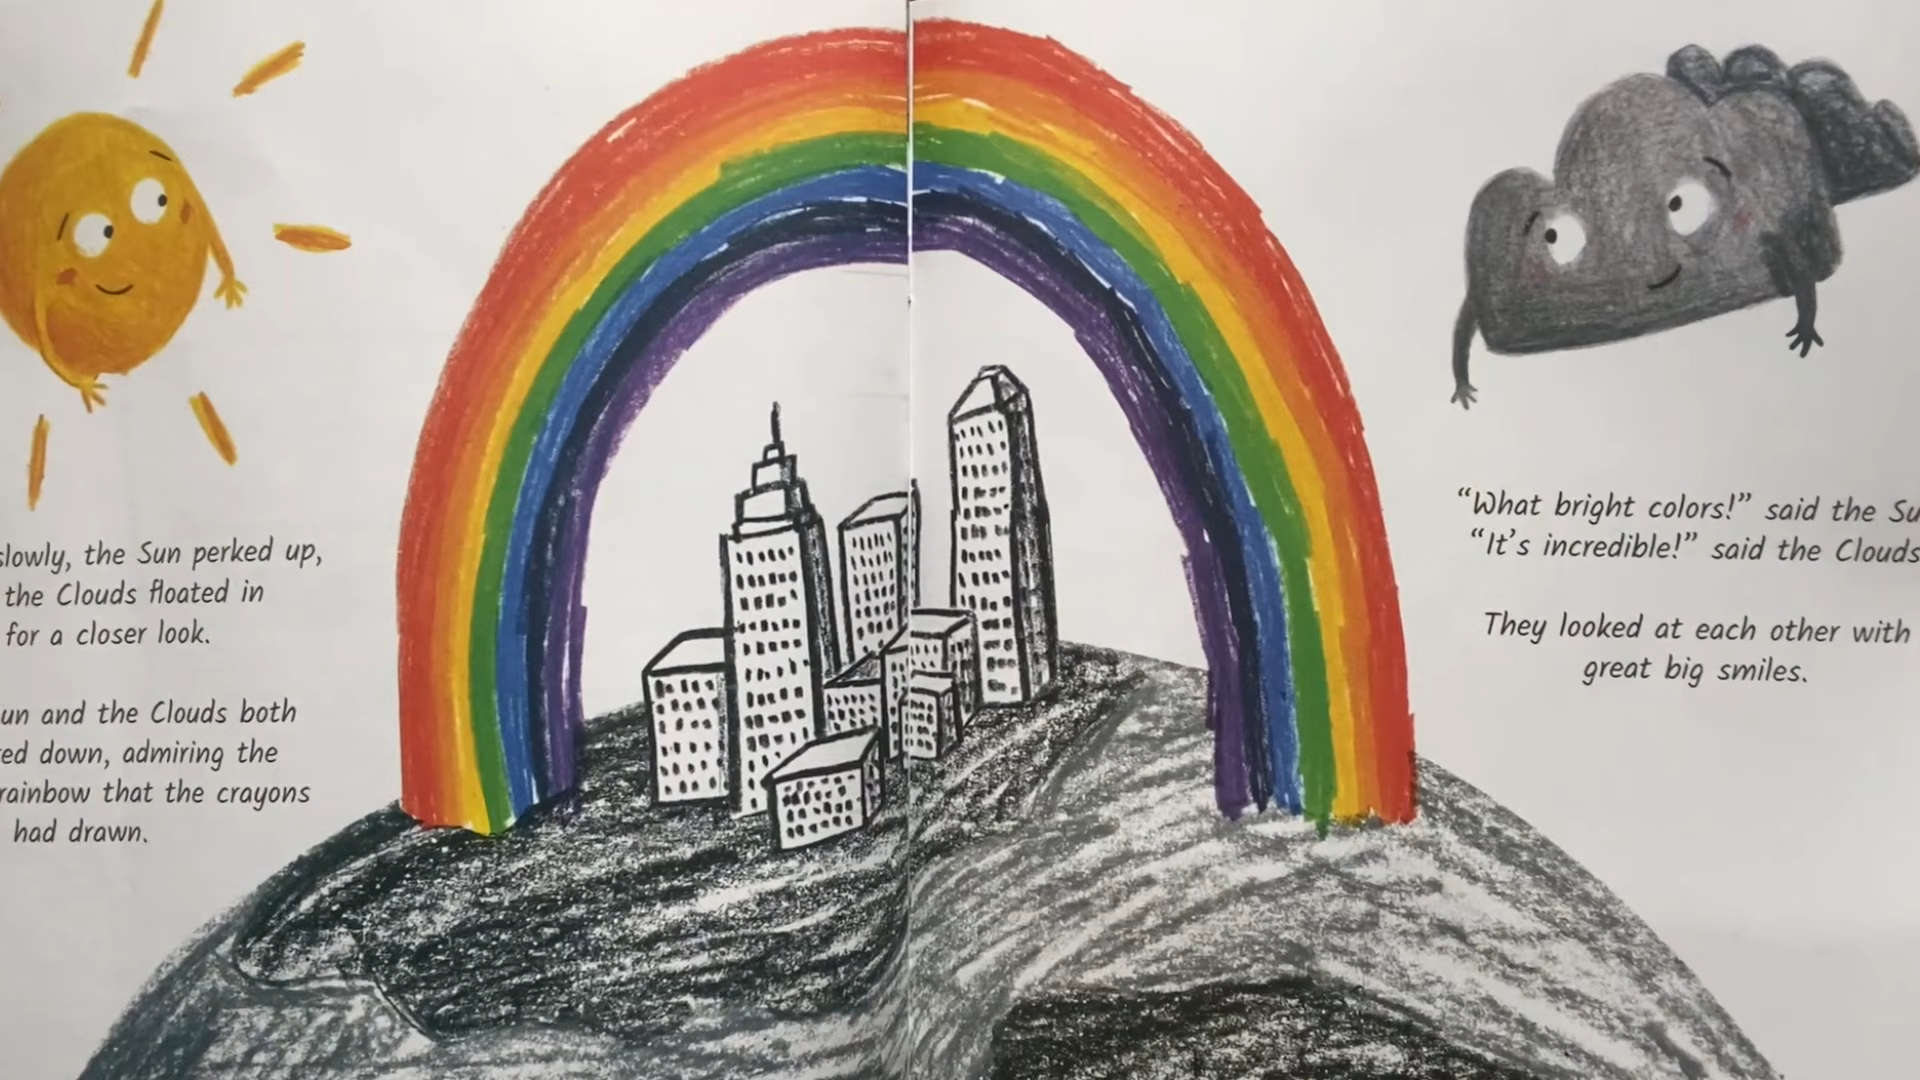 slowly, the Sun perked up,
the Clouds floated in
for a closer look.
un and the Clouds both
ed down, admiring the
rainbow that the crayons
had drawn.
“What bright colors!” said the Su
“It’s incredible!” said the Clouds
They looked at each other with
great big smiles.